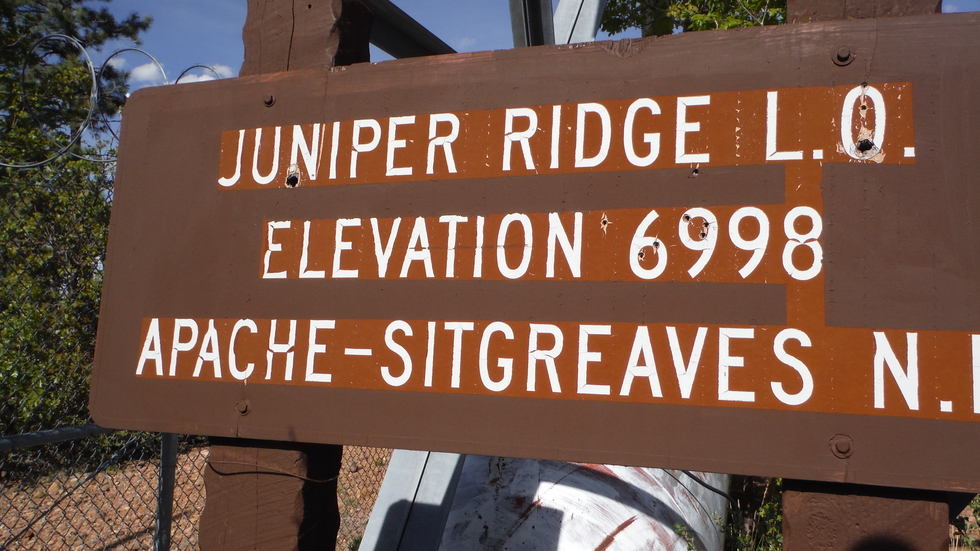 JUNIPER RIDGE L.O.
ELEVATION 6998
APACHE-SITGREAVES N.